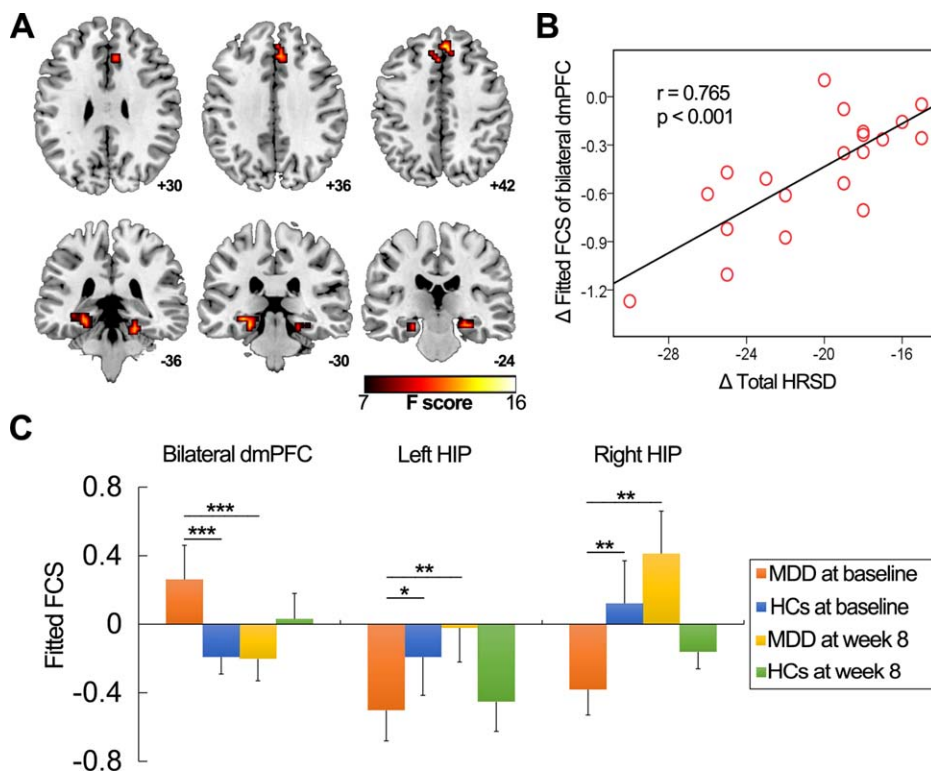 A
+30
+36
+42
-36
-30
-24
7 F score 16
B
r = 0.765
p < 0.001
Δ Fitted FCS of bilateral dmPFC
0.0
-0.3
-0.6
-0.9
-1.2
-28 -24 -20 -16
Δ Total HRSD
C
Bilateral dmPFC Left HIP Right HIP
Fitted FCS
0.8
0.4
0
-0.4
-0.8
***
***
**
*
**
**
MDD at baseline
HCs at baseline
MDD at week 8
HCs at week 8